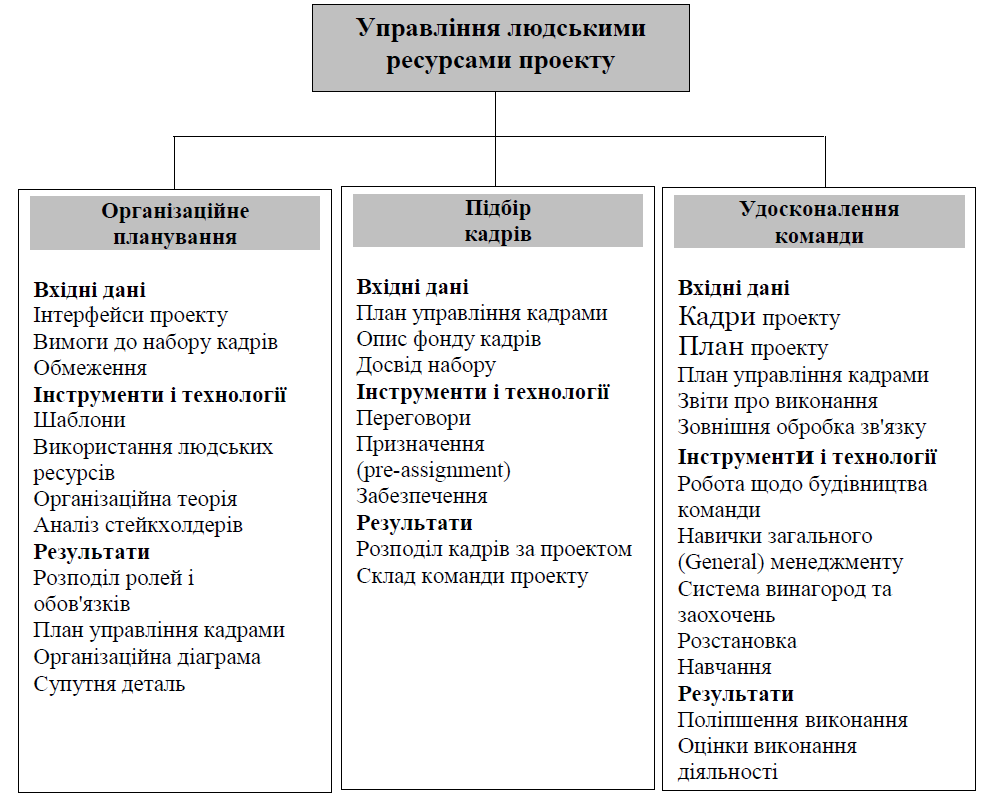 Управління людськими
ресурсами проекту
Організаційне
планування
Вхідні дані
Інтерфейси проекту
Вимоги до набору кадрів
Обмеження
Інструменти і технології
Шаблони
Використання людських
ресурсів
Організаційна теорія
Аналіз стейкхолдерів
Результати
Розподіл ролей і
обов'язків
План управління кадрами
Організаційна діаграма
Супутня деталь
Підбір
кадрів
Вхідні дані
План управління кадрами
Опис фонду кадрів
Досвід набору
Інструменти і технології
Переговори
Призначення
(pre-assignment)
Забезпечення
Результати
Розподіл кадрів за проектом
Склад команди проекту
Удосконалення
команди
Вхідні дані
Кадри проекту
План проекту
План управління кадрами
Звіти про виконання
Зовнішня обробка зв'язку
Інструменти і технології
Робота щодо будівництва
команди
Навички загального
(General) менеджменту
Система винагород та
заохочень
Розстановка
Навчання
Результати
Поліпшення виконання
Оцінки виконання
діяльності